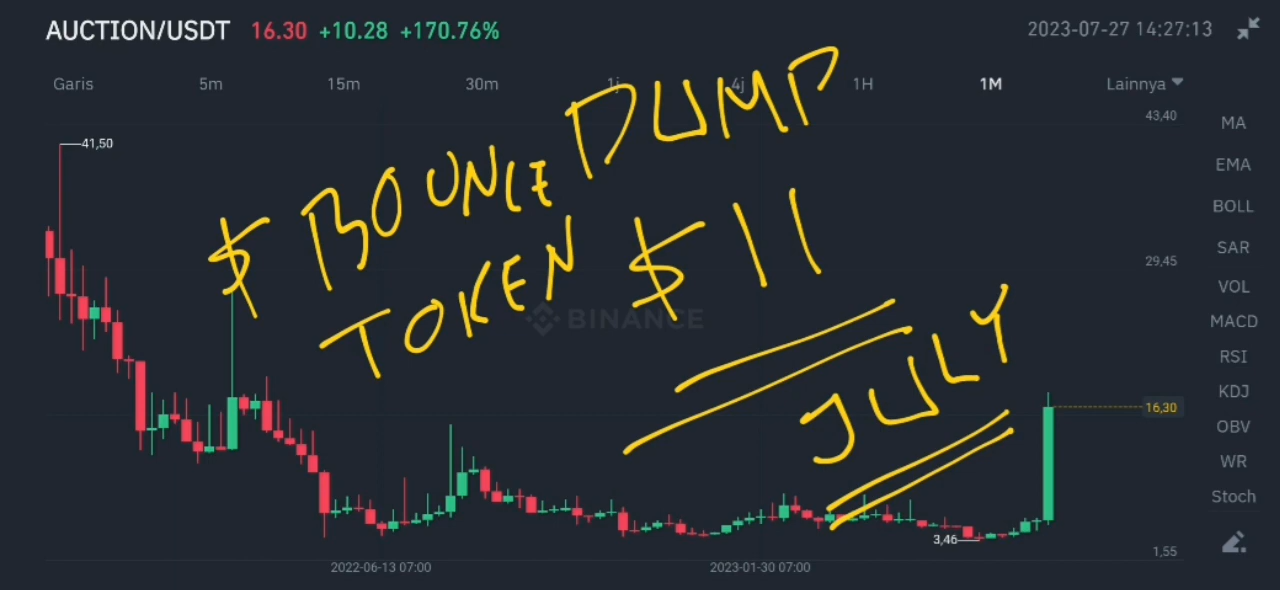 AUCTION/USDT 16.30 +10.28 +170.76% 2023-07-27 14:27:13
Garis 5m 15m 30m 1j 4j 1H 1M Lainnya
43,40
41,50
29,45
16,30
1,55
3,46
2022-06-13 07:00 2023-01-30 07:00
MA
EMA
BOLL
SAR
VOL
MACD
RSI
KDJ
OBV
WR
Stoch
BINANCE
$ BOUNCE DUMP
TOKEN $ 11
JULY